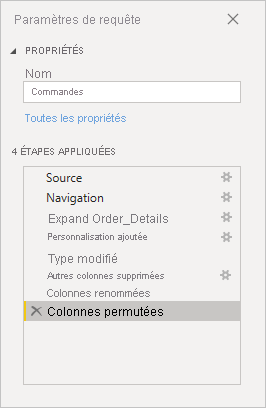 Paramètres de requête
PROPRIÉTÉS
Nom
Commandes
Toutes les propriétés
4 ÉTAPES APPLIQUÉES
Source
Navigation
Expand Order_Details
Personnalisation ajoutée
Type modifié
Autres colonnes supprimées
Colonnes renommées
Colonnes permutées